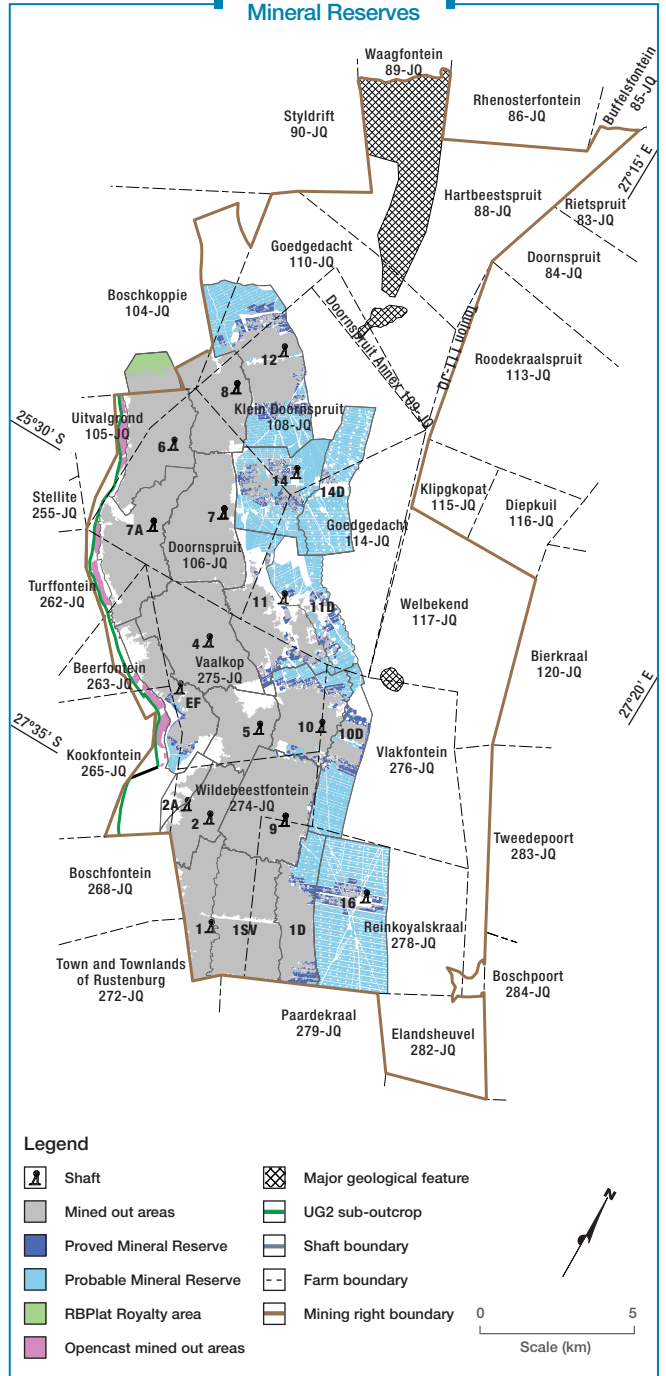 Mineral Reserves
Waagfontein
89-JQ
Buffelsfontein
85-JQ
Rhenosterfontein
86-JQ
Styldrift
90-JQ
27°15' E
Hartbeestspruit
88-JQ
Rietspruit
83-JQ
Goedgedacht
110-JQ
Doornspruit
84-JQ
Boschkoppie
104-JQ
Doornspruit Annex 109-JQ
Toulon 111-JQ
Roodekraalspruit
113-JQ
12
8
Klein Doornspruit
108-JQ
Uitvalgrond
105-JQ
25°30' S
6
14
14D
Klipgkopat
115-JQ
Diepkuil
116-JQ
Stellite
255-JQ
7A
7
Goedgedacht
114-JQ
Doornspruit
106-JQ
Turffontein
262-JQ
11
11D
Welbekend
117-JQ
4
Vaalkop
275-JQ
Bierkraal
120-JQ
Beerfontein
263-JQ
EF
27°20' E
27°35' S
5
10
10D
Kookfontein
265-JQ
Vlakfontein
276-JQ
Wildebeestfontein
274-JQ
2A
2
9
Tweedepoort
283-JQ
Boschfontein
268-JQ
16
1
1SV
1D
Reinkoyalskraal
278-JQ
Town and Townlands
of Rustenburg
272-JQ
Boschpoort
284-JQ
Paardekraal
279-JQ
Elandsheuvel
282-JQ
Legend
Shaft
Mined out areas
Proved Mineral Reserve
Probable Mineral Reserve
RBPlat Royalty area
Opencast mined out areas
Major geological feature
UG2 sub-outcrop
Shaft boundary
Farm boundary
Mining right boundary
N
0 5
Scale (km)